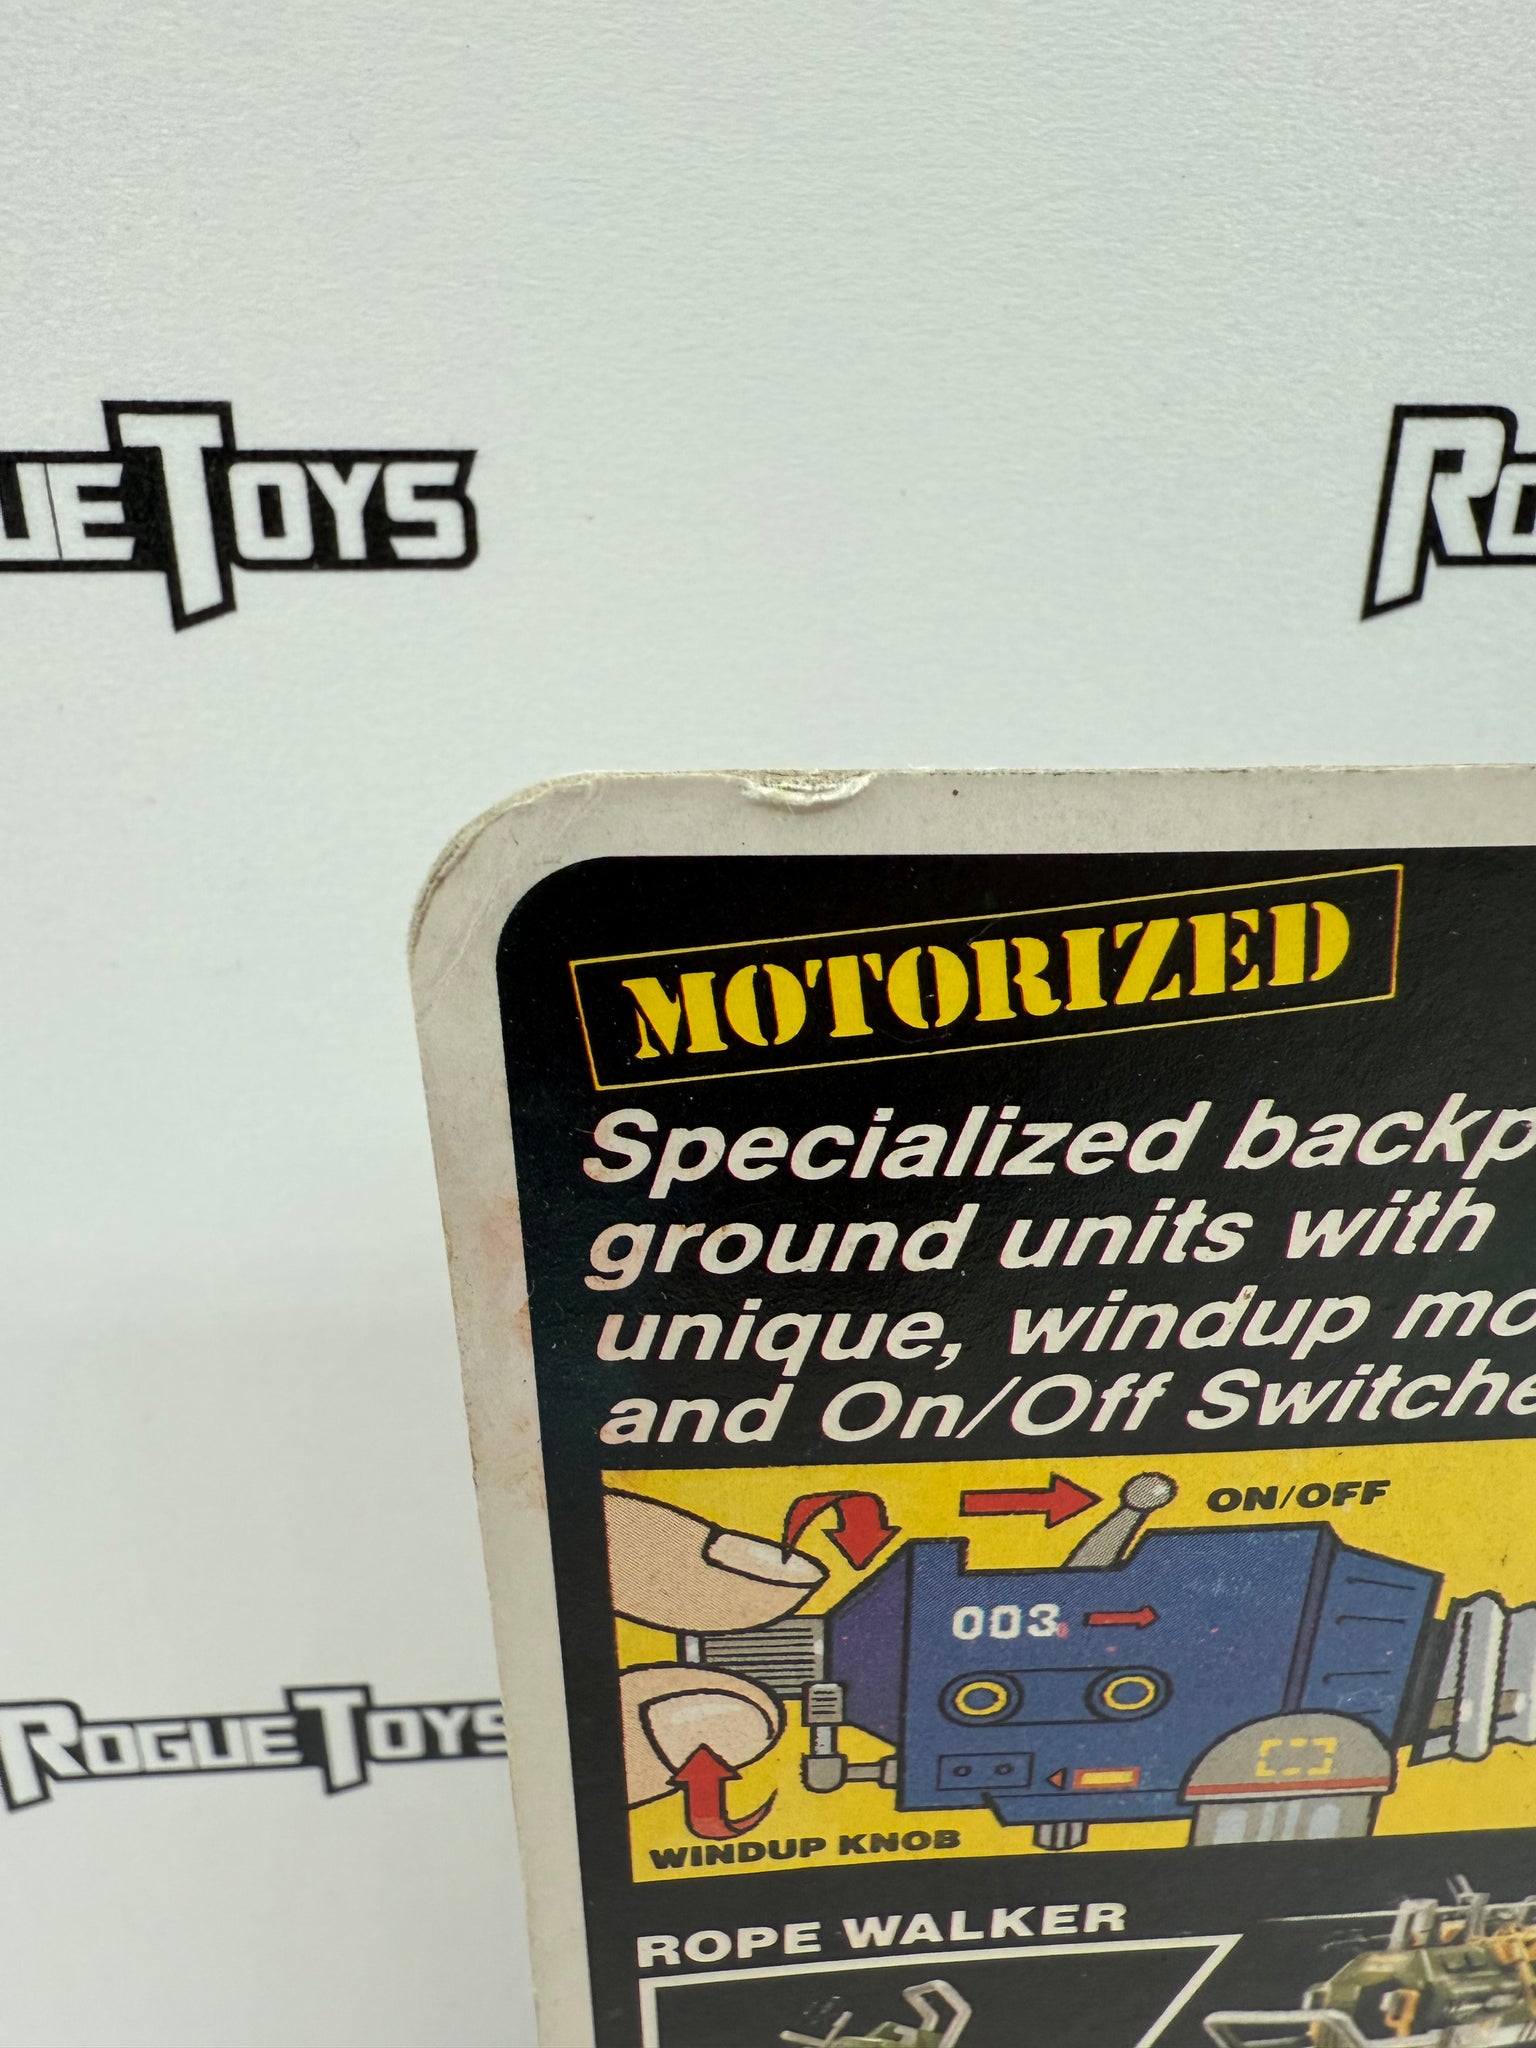 UE TOYS
RO
MOTORIZED
Specialized backp
ground units with
unique, windup mo
and On/Off Switche
ON/OFF
003
WINDUP KNOB
ROGUE TOYS
ROPE WALKER